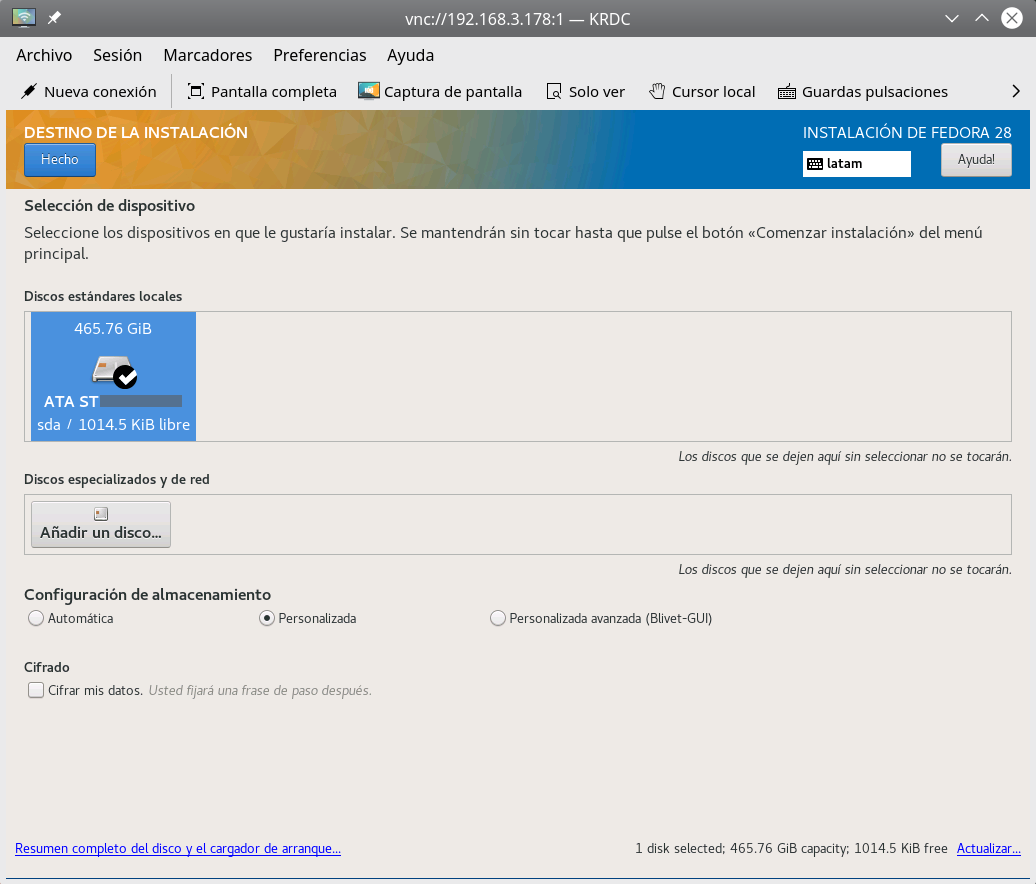 vnc://192.168.3.178:1 — KRDC
Archivo Sesión Marcadores Preferencias Ayuda
Nueva conexión Pantalla completa Captura de pantalla Solo ver Cursor local Guardas pulsaciones
DESTINO DE LA INSTALACIÓN
INSTALACIÓN DE FEDORA 28
Hecho
latam
Ayuda!
Selección de dispositivo
Seleccione los dispositivos en que le gustaría instalar. Se mantendrán sin tocar hasta que pulse el botón «Comenzar instalación» del menú
principal.
Discos estándares locales
465.76 GiB
ATA ST
sda / 1014.5 KiB libre
Los discos que se dejen aquí sin seleccionar no se tocarán.
Discos especializados y de red
Añadir un disco...
Los discos que se dejen aquí sin seleccionar no se tocarán.
Configuración de almacenamiento
Automática Personalizada Personalizada avanzada (Blivet-GUI)
Cifrado
Cifrar mis datos. Usted fijará una frase de paso después.
Resumen completo del disco y el cargador de arranque...
1 disk selected; 465.76 GiB capacity; 1014.5 KiB free Actualizar...